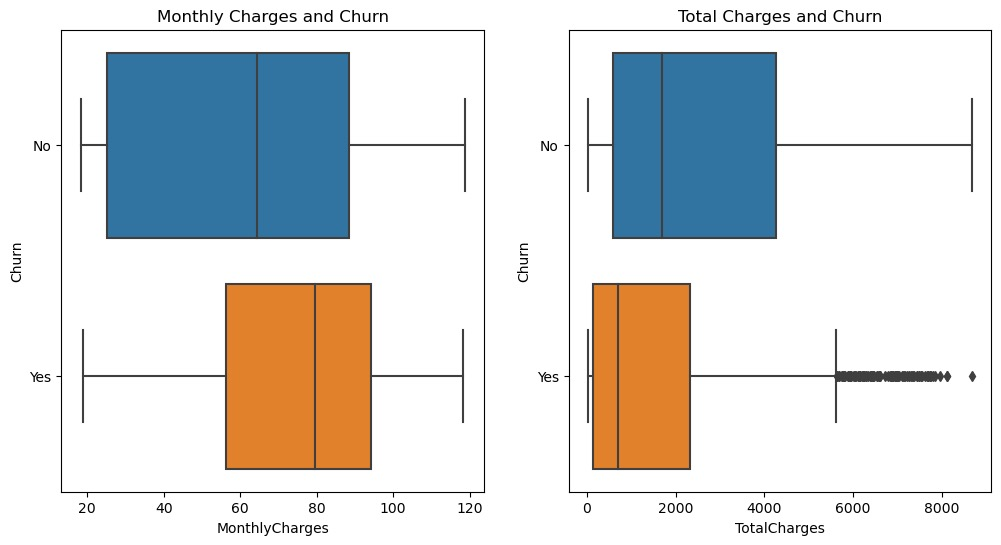 Monthly Charges and Churn
No
Yes
Churn
20 40 60 80 100 120
MonthlyCharges
Total Charges and Churn
No
Yes
Churn
0 2000 4000 6000 8000
TotalCharges